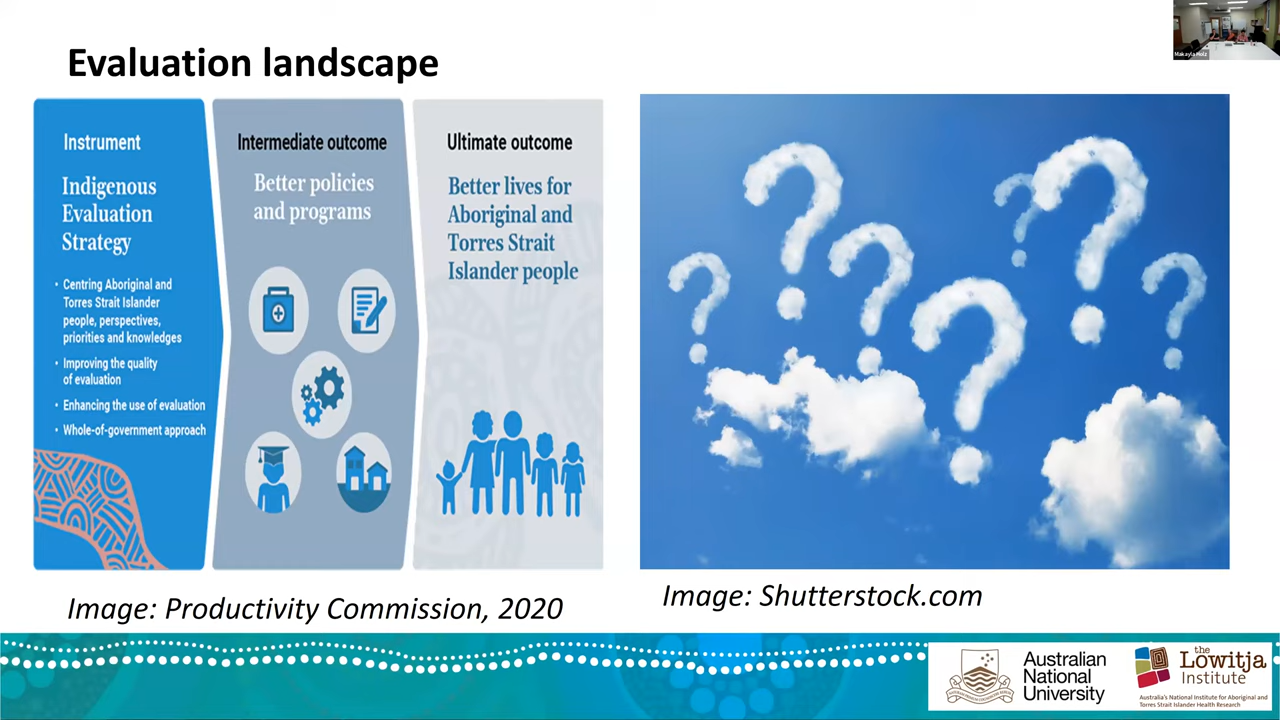 Evaluation landscape
Instrument
Indigenous
Evaluation
Strategy
• Centring Aboriginal and
Torres Strait Islander
people, perspectives,
priorities and knowledges
• Improving the quality
of evaluation
• Enhancing the use of evaluation
• Whole-of-government approach
Intermediate outcome
Better policies
and programs
Ultimate outcome
Better lives for
Aboriginal and
Torres Strait
Islander people
Image: Productivity Commission, 2020
Image: Shutterstock.com
Makayla Holz
Australian
National
University
the
Lowitja
Institute
Australia's National Institute for Aboriginal and
Torres Strait Islander Health Research